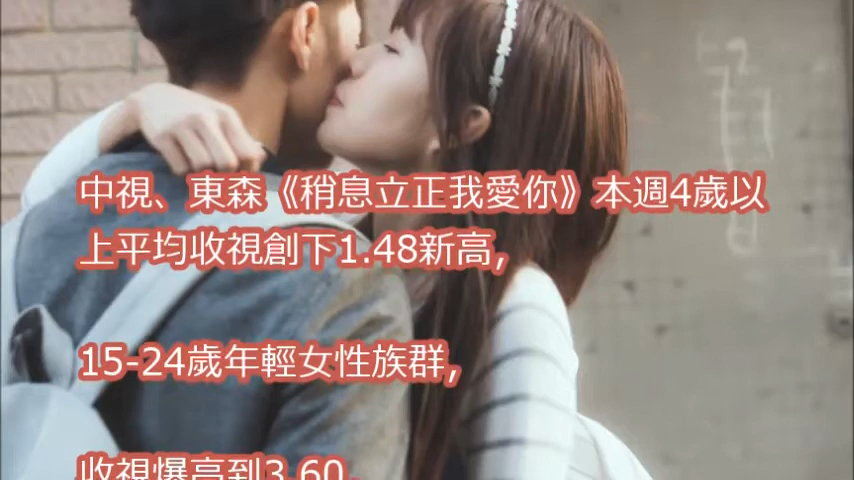 中視、東森《稍息立正我愛你》本週4歲以
上平均收視創下1.48新高,
15-24歲年輕女性族群,
收視爆高到3.60。